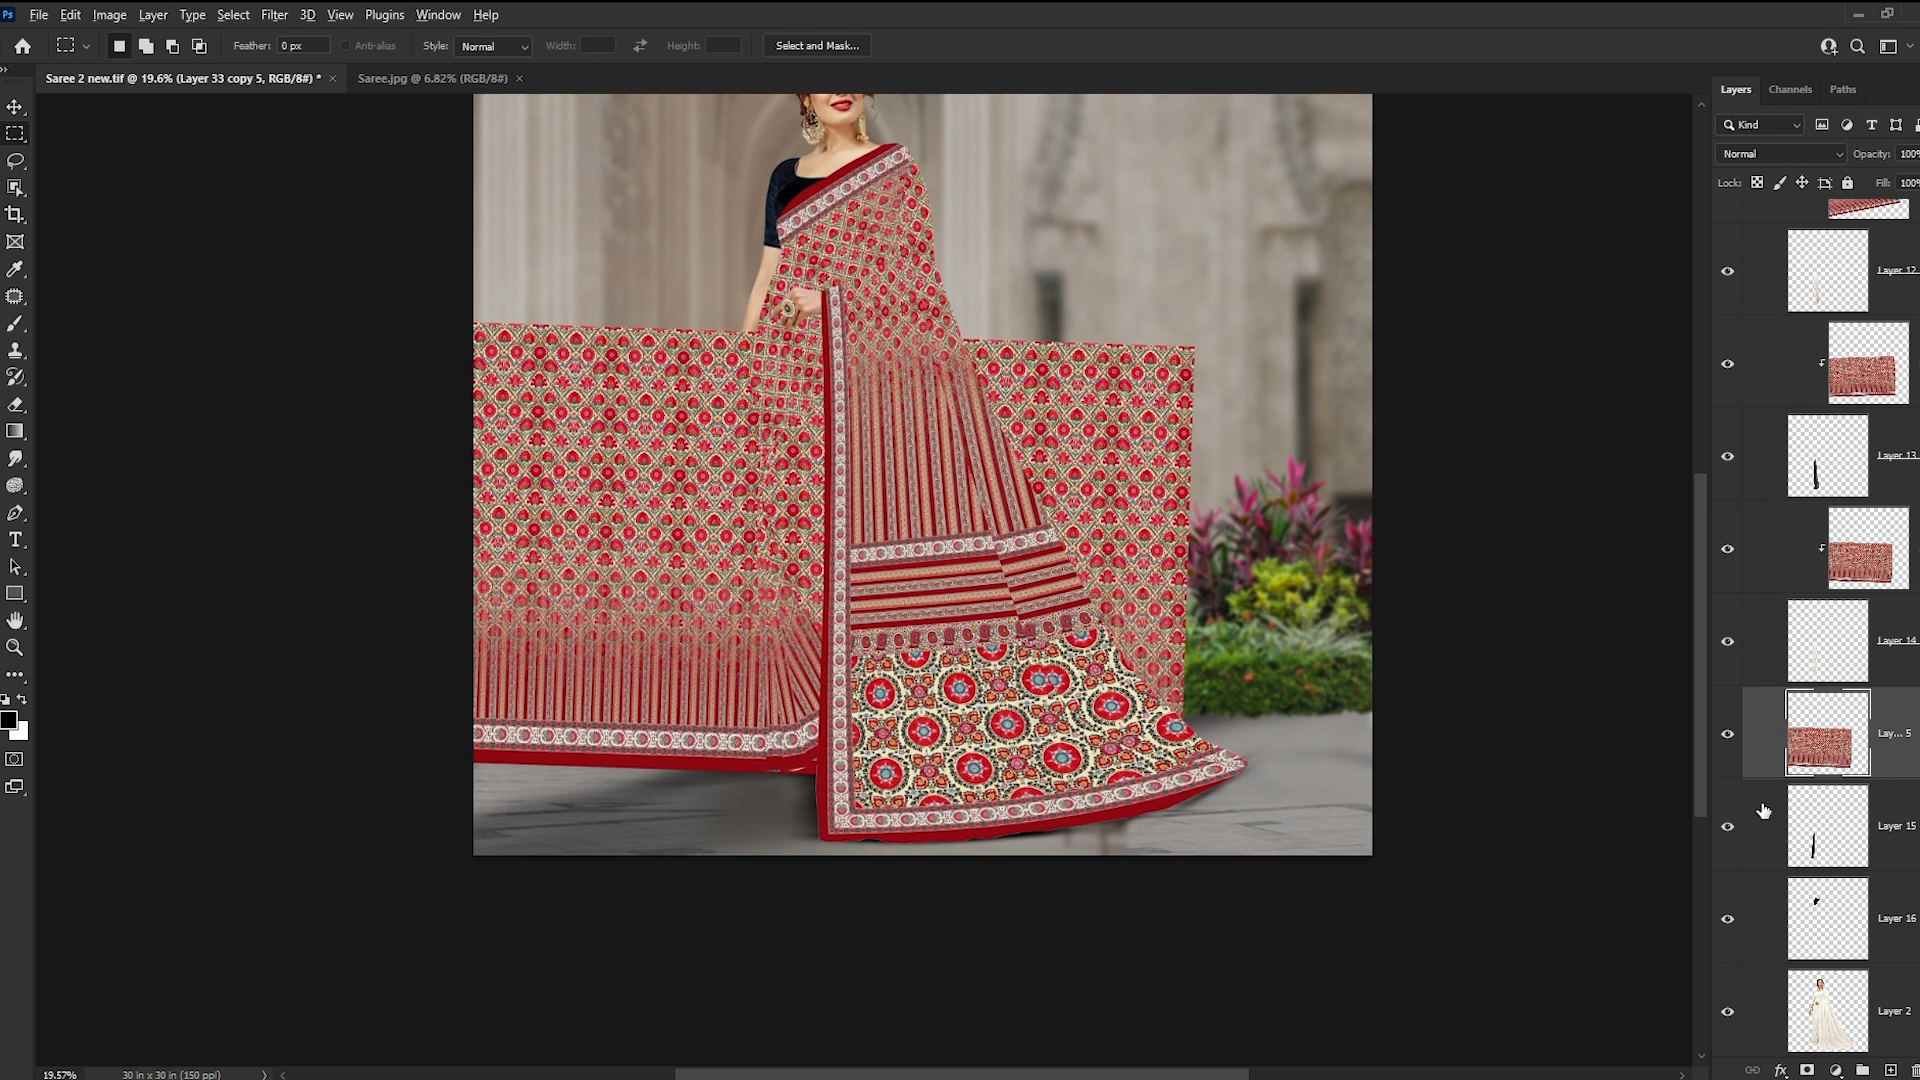 Ps File Edit Image Layer Type Select Filter 3D View Plugins Window Help
Feather: 0 px Anti-alias Style: Normal Width: Height: Select and Mask...
Saree 2 new.tif @ 19.6% (Layer 33 copy 5, RGB/8#) * × Saree.jpg @ 6.82% (RGB/8#) ×
Layers Channels Paths
Kind
Normal Opacity: 100%
Lock: Fill: 100%
Layer 12
Layer 13
Layer 14
Lay... 5
Layer 15
Layer 16
Layer 2
19.57% 30 in x 30 in (150 ppi)